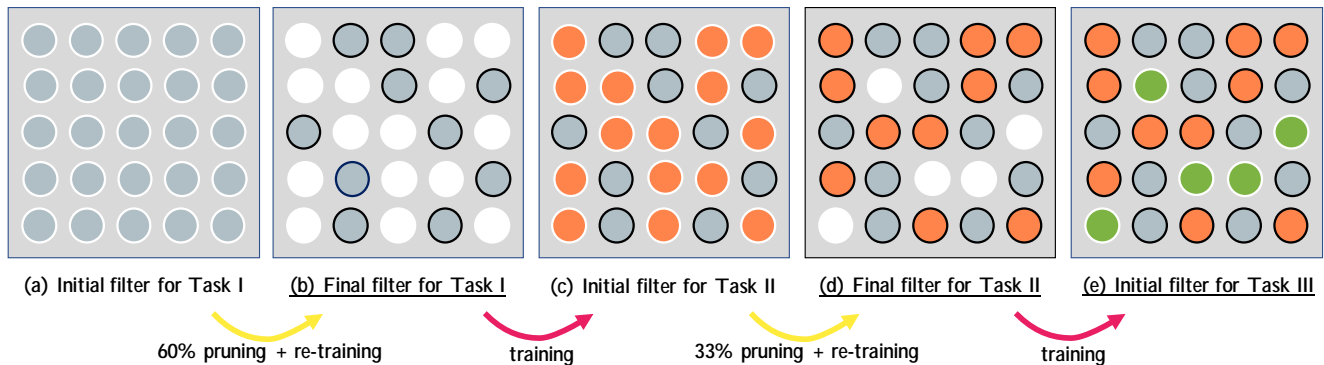 (a) Initial filter for Task I
(b) Final filter for Task I
(c) Initial filter for Task II
(d) Final filter for Task II
(e) Initial filter for Task III
60% pruning + re-training
training
33% pruning + re-training
training